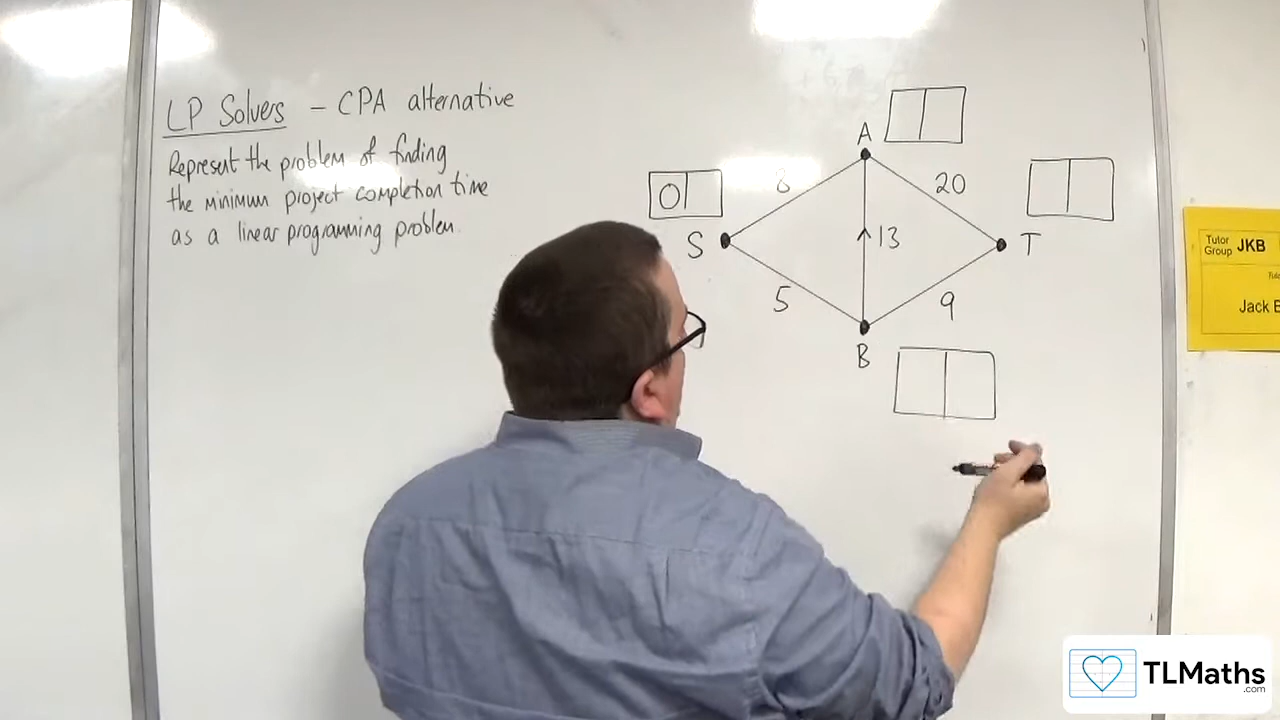 LP Solvers - CPA alternative
Represent the problem of finding
the minimum project completion time
as a linear programming problem.
A
8
20
0
S
13
T
5
9
B
Tutor
Group JKB
Jack
TLMaths
.com